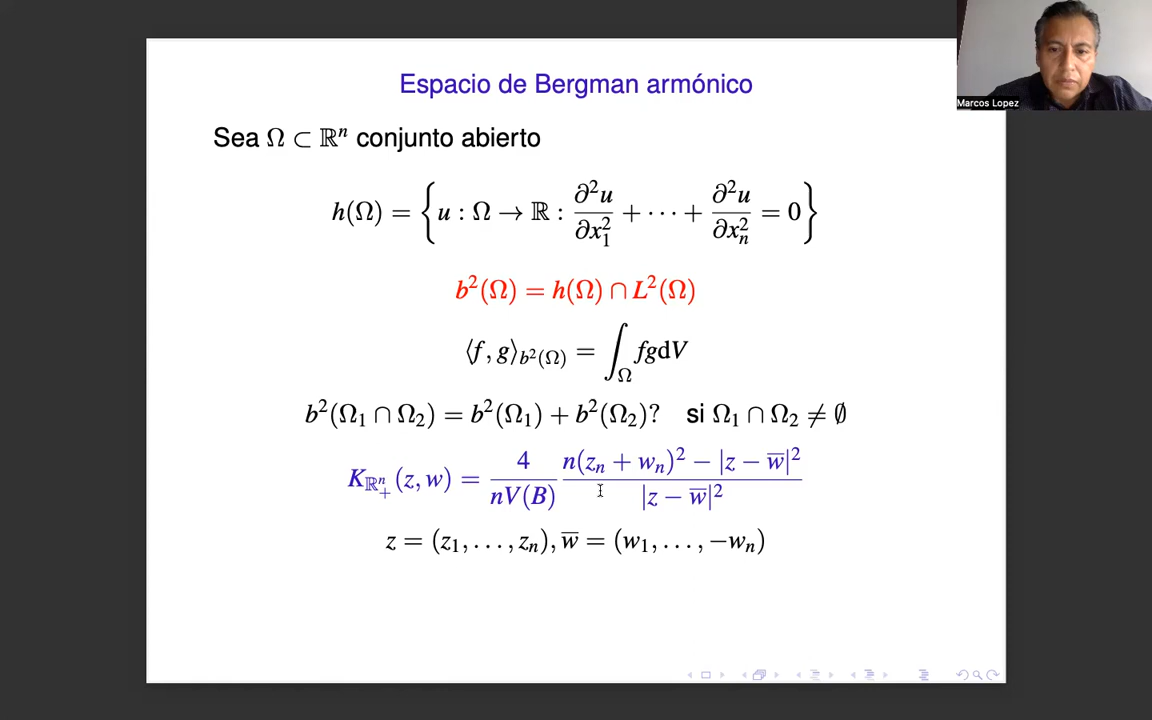 Espacio de Bergman armónico
Marcos Lopez
Sea Ω ⊂ ℝⁿ conjunto abierto
h(Ω) = { u : Ω → ℝ : ∂²u/∂x₁² + ⋯ + ∂²u/∂xₙ² = 0 }
b²(Ω) = h(Ω) ∩ L²(Ω)
⟨f, g⟩_{b²(Ω)} = ∫_Ω fg dV
b²(Ω₁ ∩ Ω₂) = b²(Ω₁) + b²(Ω₂)? si Ω₁ ∩ Ω₂ ≠ ∅
K_{ℝⁿ₊}(z, w) = 4/(nV(B)) (n(zₙ + wₙ)² − |z − w̅|²)/|z − w̅|²
z = (z₁, …, zₙ), w̅ = (w₁, …, −wₙ)